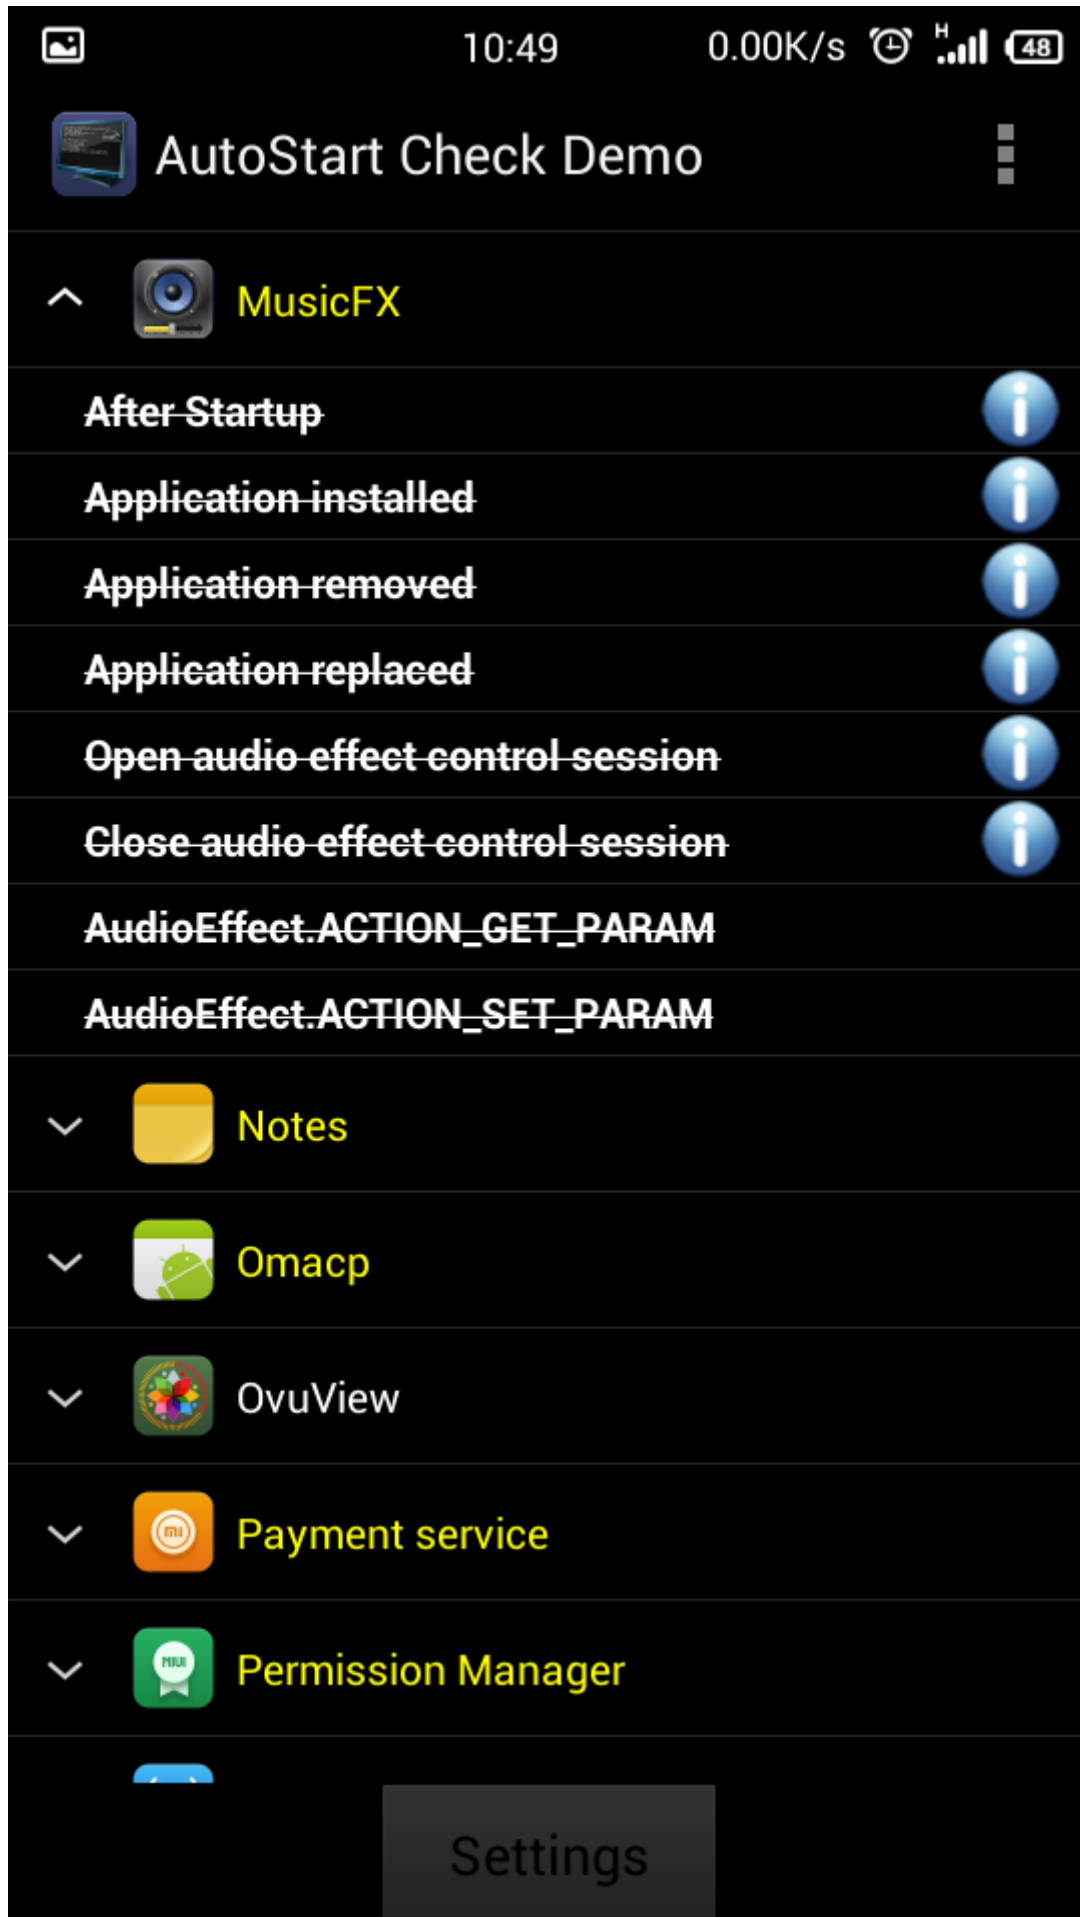 10:49 0.00K/s H 48
AutoStart Check Demo
MusicFX
After Startup
Application installed
Application removed
Application replaced
Open audio effect control session
Close audio effect control session
AudioEffect.ACTION_GET_PARAM
AudioEffect.ACTION_SET_PARAM
Notes
Omacp
OvuView
mi
Payment service
MIUI
Permission Manager
Settings